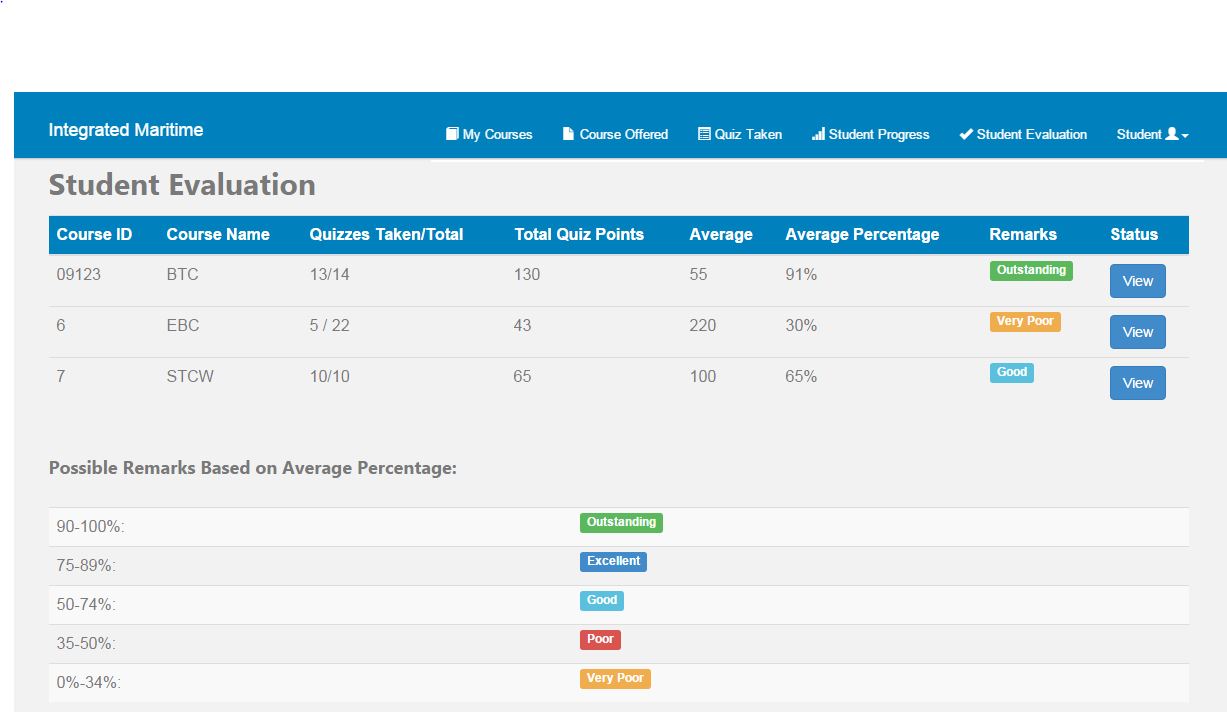 Integrated Maritime My Courses Course Offered Quiz Taken Student Progress Student Evaluation Student
Student Evaluation
Course ID Course Name Quizzes Taken/Total Total Quiz Points Average Average Percentage Remarks Status
09123 BTC 13/14 130 55 91% Outstanding View
6 EBC 5 / 22 43 220 30% Very Poor View
7 STCW 10/10 65 100 65% Good View
Possible Remarks Based on Average Percentage:
90-100%: Outstanding
75-89%: Excellent
50-74%: Good
35-50%: Poor
0%-34%: Very Poor